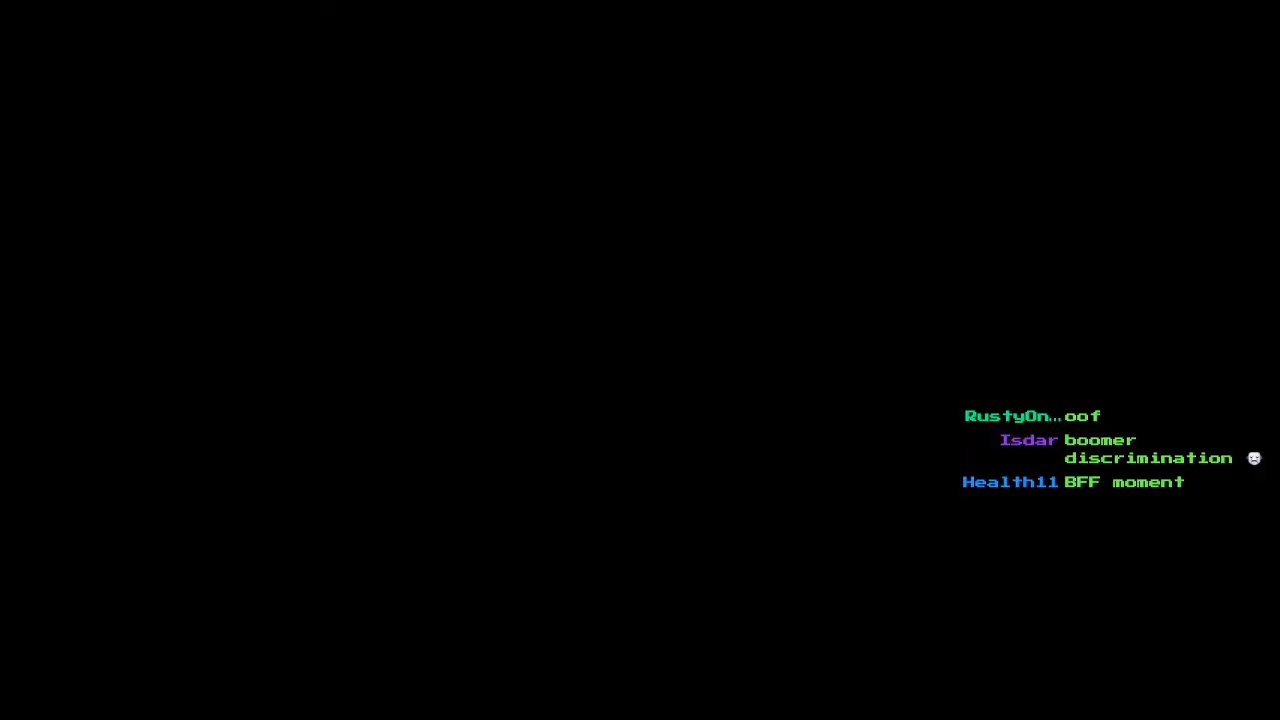 RustyOn…oof
Isdar boomer
discrimination
Health11 BFF moment